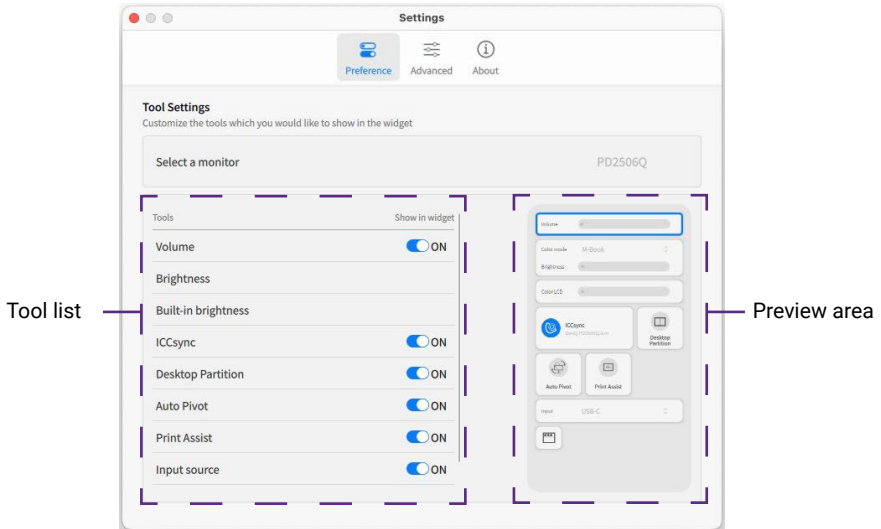 Settings
Preference Advanced About
Tool Settings
Customize the tools which you would like to show in the widget
Select a monitor PD2506Q
Tools Show in widget
Volume ON
Brightness
Built-in brightness
ICCsync ON
Desktop Partition ON
Auto Pivot ON
Print Assist ON
Input source ON
Tool list
Volume
Color mode M-Book
Brightness
Color LCD
ICCsync
Desktop
Partition
Auto Pivot Print Assist
Input USB-C
Preview area